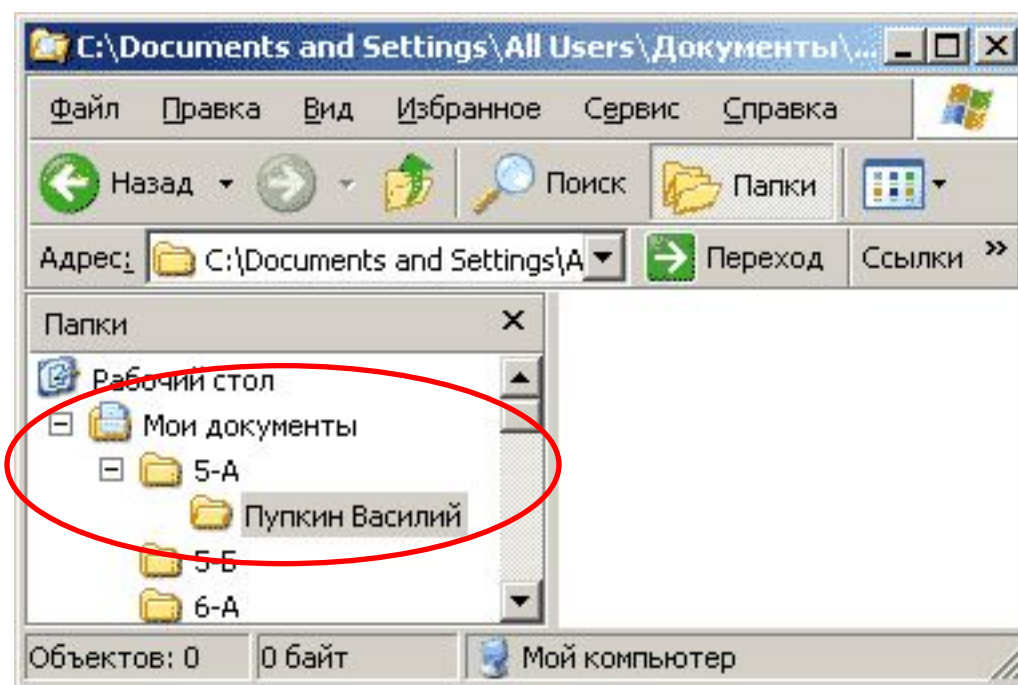 C:\Documents and Settings\All Users\Документы\...
Файл Правка Вид Избранное Сервис Справка
Назад Поиск Папки
Адрес: C:\Documents and Settings\A Переход Ссылки »
Папки
Рабочий стол
Мои документы
5-А
Пупкин Василий
5-Б
6-А
Объектов: 0 0 байт Мой компьютер